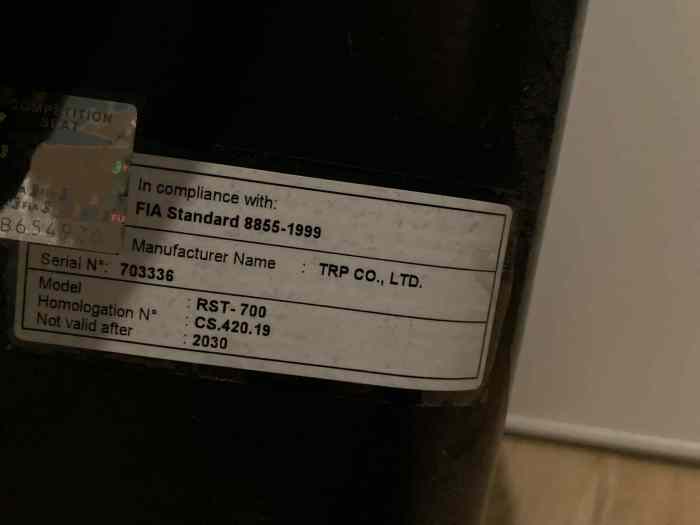 COMPETITION
SEAT
In compliance with:
FIA Standard 8855-1999
Manufacturer Name : TRP CO., LTD.
Serial N°: 703336
Model : RST-700
Homologation N° : CS.420.19
Not valid after : 2030